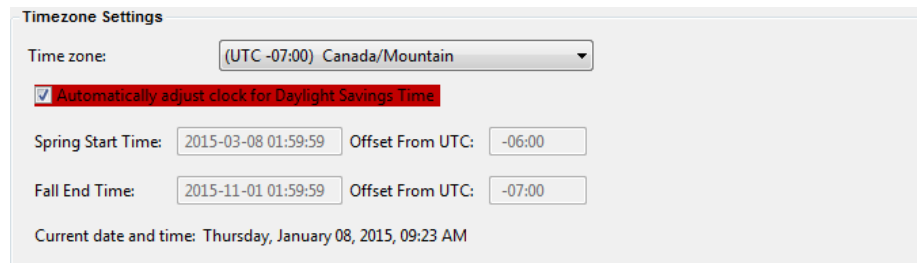 Timezone Settings
Time zone: (UTC -07:00) Canada/Mountain
Automatically adjust clock for Daylight Savings Time
Spring Start Time: 2015-03-08 01:59:59 Offset From UTC: -06:00
Fall End Time: 2015-11-01 01:59:59 Offset From UTC: -07:00
Current date and time: Thursday, January 08, 2015, 09:23 AM